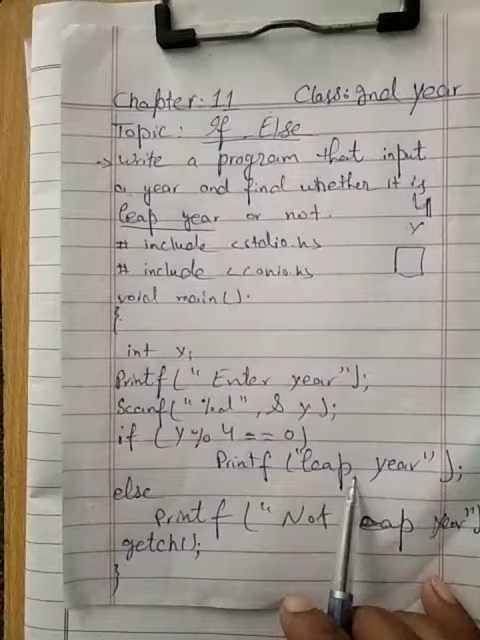 Chapter: 11 Class: 2nd year
Topic: If Else
→ Write a program that input
a year and find whether it is
leap year or not.
4
Y
# include <stdio.h>
# include <conio.h>
void main().
{
int y;
Printf (" Enter year");
Scanf (" %d", & y);
if (Y % 4 == 0)
Printf ("leap year");
else
printf (" Not leap year")
getch();
}